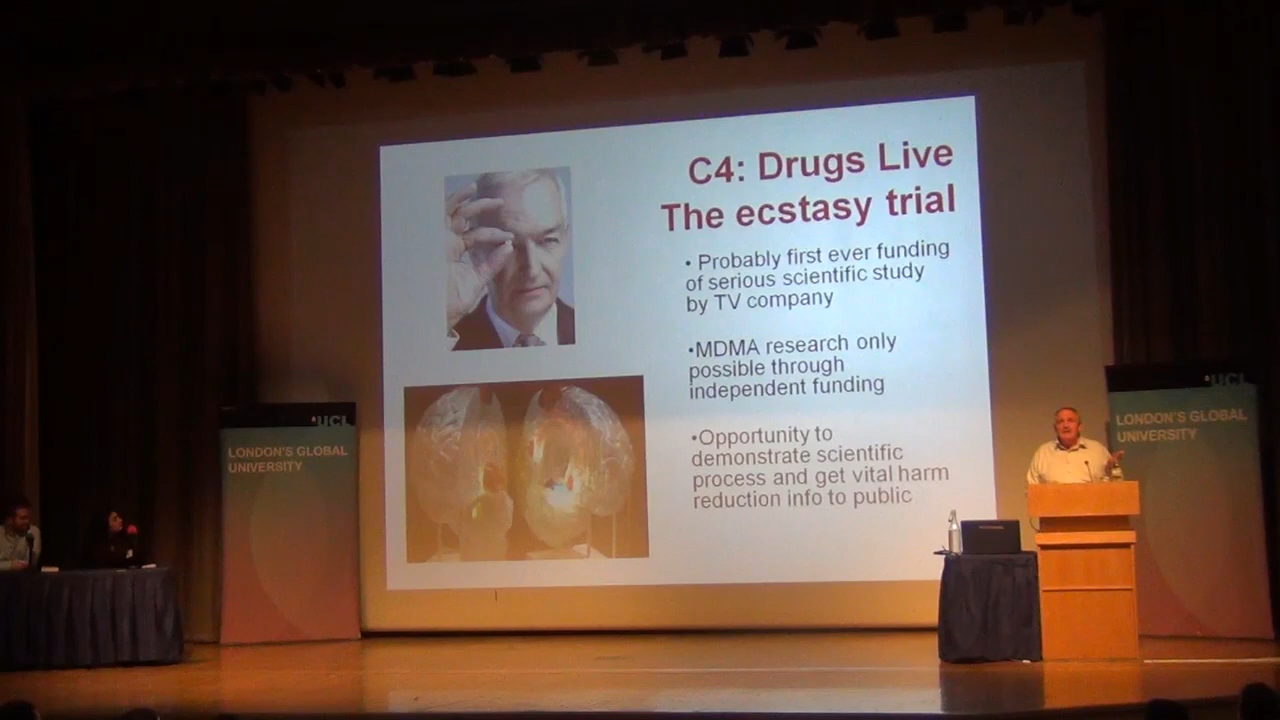 C4: Drugs Live
The ecstasy trial
• Probably first ever funding
of serious scientific study
by TV company
•MDMA research only
possible through
independent funding
•Opportunity to
demonstrate scientific
process and get vital harm
reduction info to public
UCL
LONDON'S GLOBAL
UNIVERSITY
UCL
LONDON'S GLOBAL
UNIVERSITY